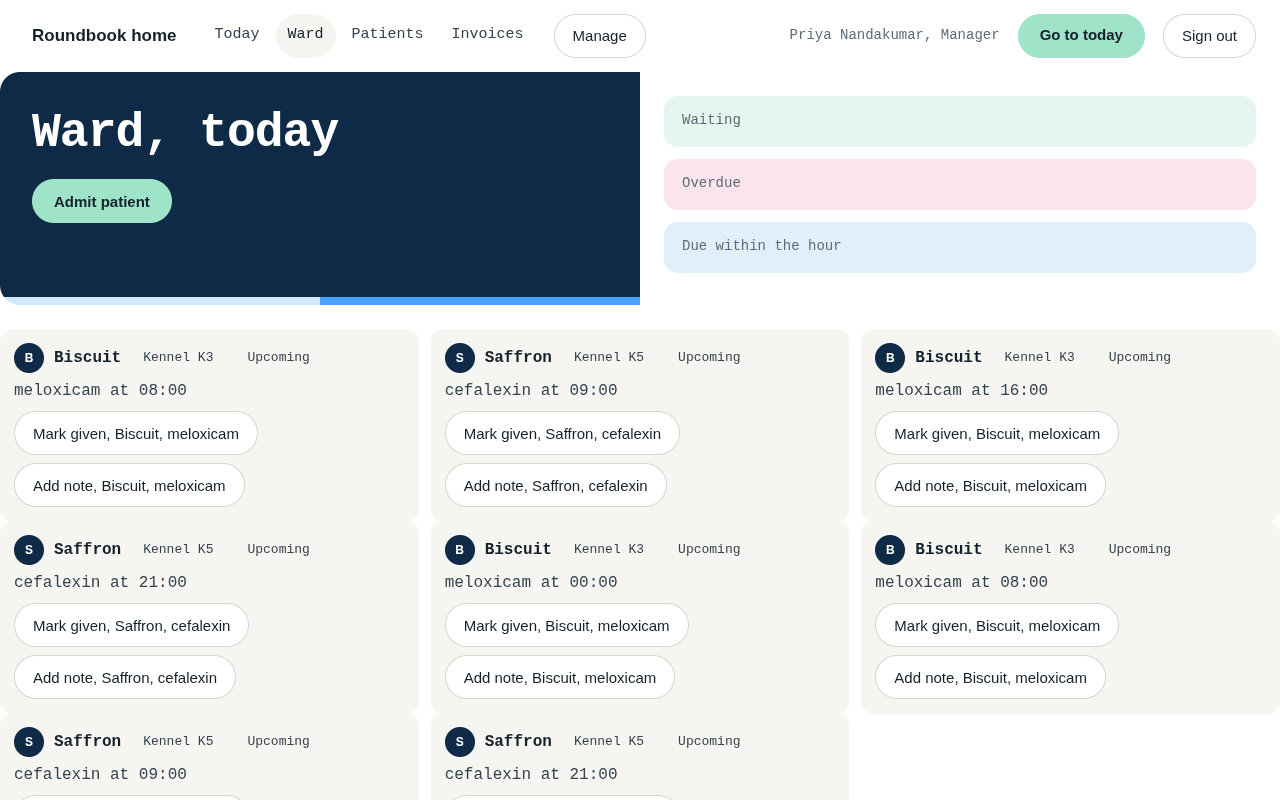 Roundbook home Today Ward Patients Invoices Manage Priya Nandakumar, Manager Go to today Sign out
Ward, today
Admit patient
Waiting
Overdue
Due within the hour
B Biscuit Kennel K3 Upcoming
meloxicam at 08:00
Mark given, Biscuit, meloxicam
Add note, Biscuit, meloxicam
S Saffron Kennel K5 Upcoming
cefalexin at 09:00
Mark given, Saffron, cefalexin
Add note, Saffron, cefalexin
B Biscuit Kennel K3 Upcoming
meloxicam at 16:00
Mark given, Biscuit, meloxicam
Add note, Biscuit, meloxicam
S Saffron Kennel K5 Upcoming
cefalexin at 21:00
Mark given, Saffron, cefalexin
Add note, Saffron, cefalexin
B Biscuit Kennel K3 Upcoming
meloxicam at 00:00
Mark given, Biscuit, meloxicam
Add note, Biscuit, meloxicam
B Biscuit Kennel K3 Upcoming
meloxicam at 08:00
Mark given, Biscuit, meloxicam
Add note, Biscuit, meloxicam
S Saffron Kennel K5 Upcoming
cefalexin at 09:00
S Saffron Kennel K5 Upcoming
cefalexin at 21:00